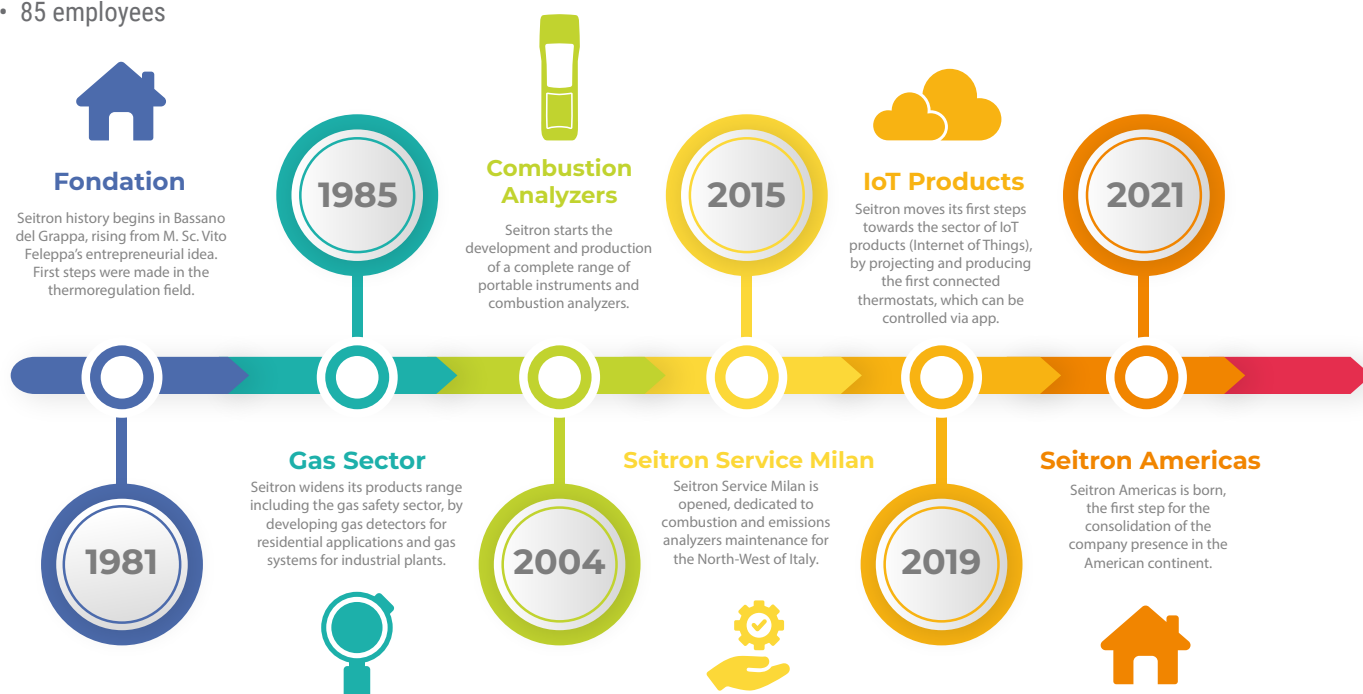 • 85 employees
Fondation
Seitron history begins in Bassano
del Grappa, rising from M. Sc. Vito
Feleppa's entrepreneurial idea.
First steps were made in the
thermoregulation field.
1981
1985
Gas Sector
Seitron widens its products range
including the gas safety sector, by
developing gas detectors for
residential applications and gas
systems for industrial plants.
Combustion
Analyzers
Seitron starts the
development and production
of a complete range of
portable instruments and
combustion analyzers.
2004
2015
Seitron Service Milan
Seitron Service Milan is
opened, dedicated to
combustion and emissions
analyzers maintenance for
the North-West of Italy.
IoT Products
Seitron moves its first steps
towards the sector of IoT
products (Internet of Things),
by projecting and producing
the first connected
thermostats, which can be
controlled via app.
2019
2021
Seitron Americas
Seitron Americas is born,
the first step for the
consolidation of the
company presence in the
American continent.